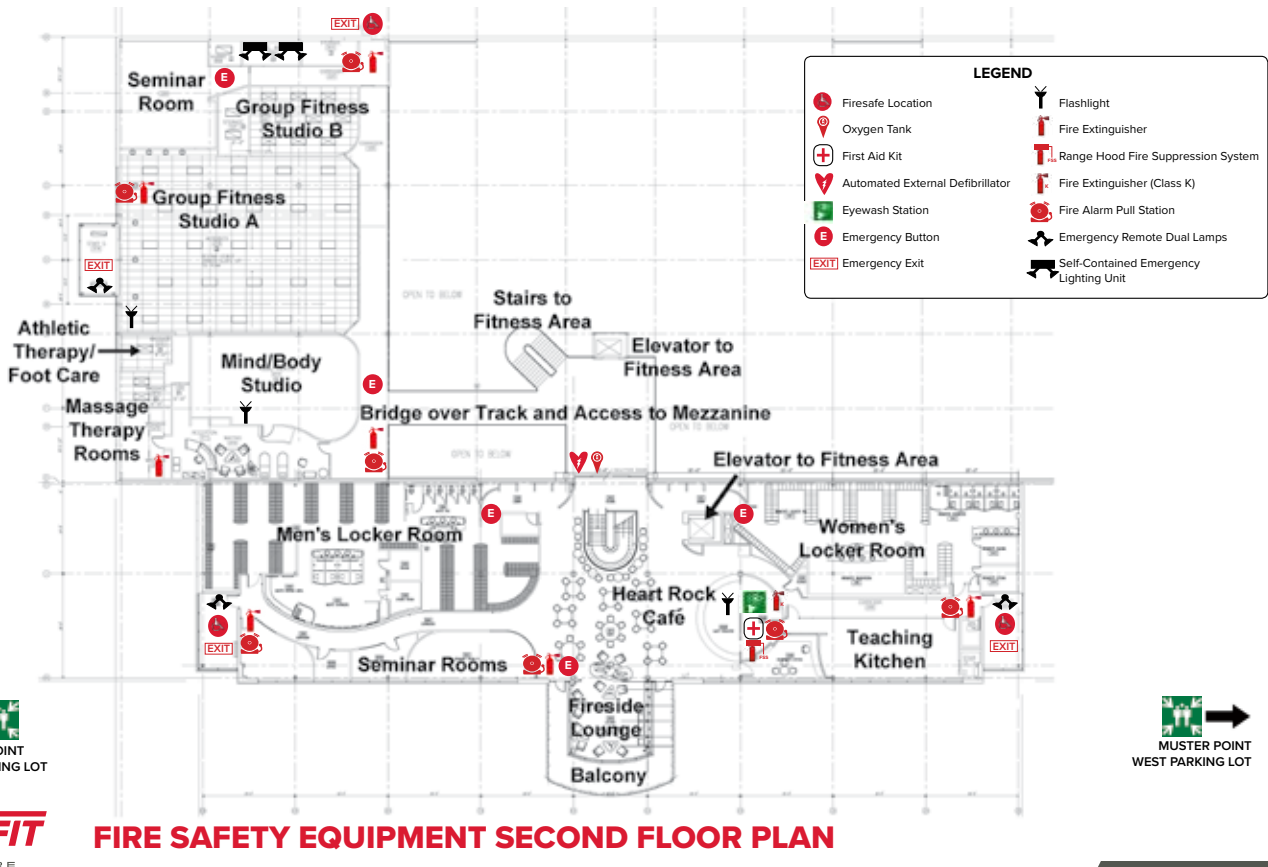 EXIT
Seminar
Room
E
Group Fitness
Studio B
Group Fitness
Studio A
EXIT
Athletic
Therapy/
Foot Care
Mind/Body
Studio
Massage
Therapy
Rooms
E
OPEN TO BELOW
Stairs to
Fitness Area
Elevator to
Fitness Area
Bridge over Track and Access to Mezzanine
OPEN TO BELOW
OPEN TO BELOW
Elevator to Fitness Area
Men's Locker Room
E
E
Women's
Locker Room
Heart Rock
Café
K
FSS
Teaching
Kitchen
EXIT
EXIT
Seminar Rooms
E
Fireside
Lounge
Balcony
LEGEND
Firesafe Location
Oxygen Tank
First Aid Kit
Automated External Defibrillator
Eyewash Station
E Emergency Button
EXIT Emergency Exit
Flashlight
Fire Extinguisher
FSS Range Hood Fire Suppression System
K Fire Extinguisher (Class K)
Fire Alarm Pull Station
Emergency Remote Dual Lamps
Self-Contained Emergency
Lighting Unit
OINT
NG LOT
MUSTER POINT
WEST PARKING LOT
FIT
FIRE SAFETY EQUIPMENT SECOND FLOOR PLAN